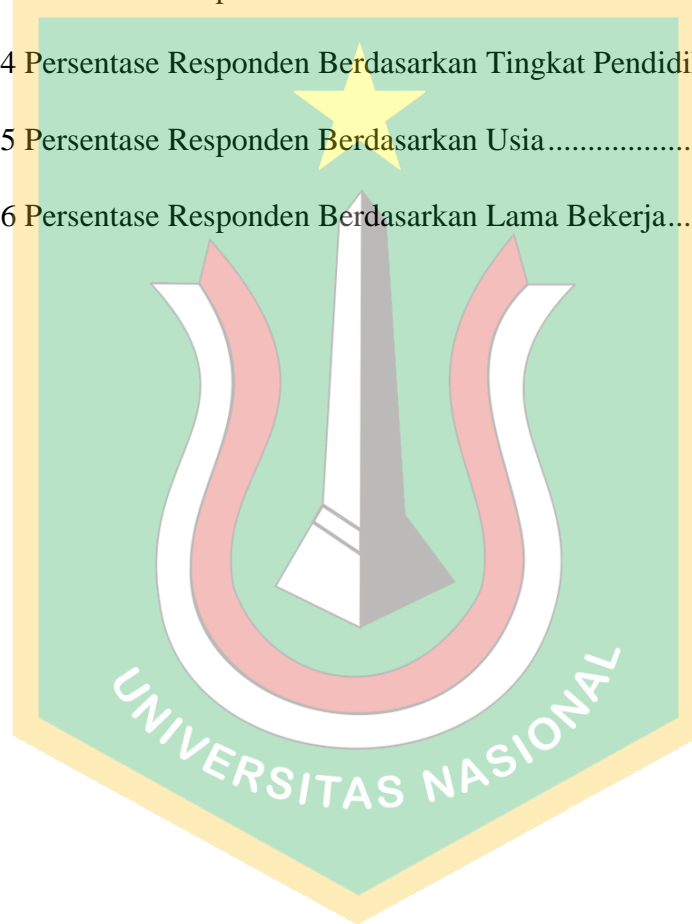 4 Persentase Responden Berdasarkan Tingkat Pendidi
5 Persentase Responden Berdasarkan Usia..................
6 Persentase Responden Berdasarkan Lama Bekerja...
UNIVERSITAS NASIONAL